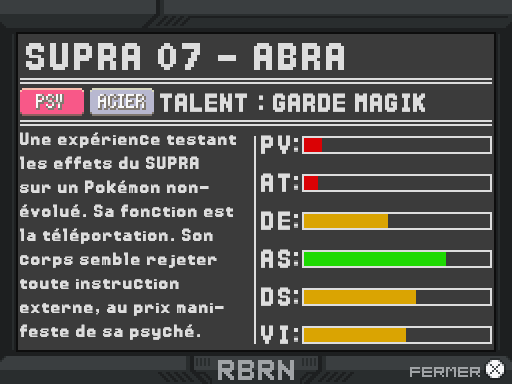 SUPRA 07 - ABRA
PSY ACIER TALENT : GARDE MAGIK
Une expérience testant
les effets du SUPRA
sur un Pokémon non-
évolué. Sa fonction est
la téléportation. Son
corps semble rejeter
toute instruction
externe, au prix mani-
feste de sa psyché.
PV:
AT:
DE:
AS:
DS:
VI:
RBRN
FERMER